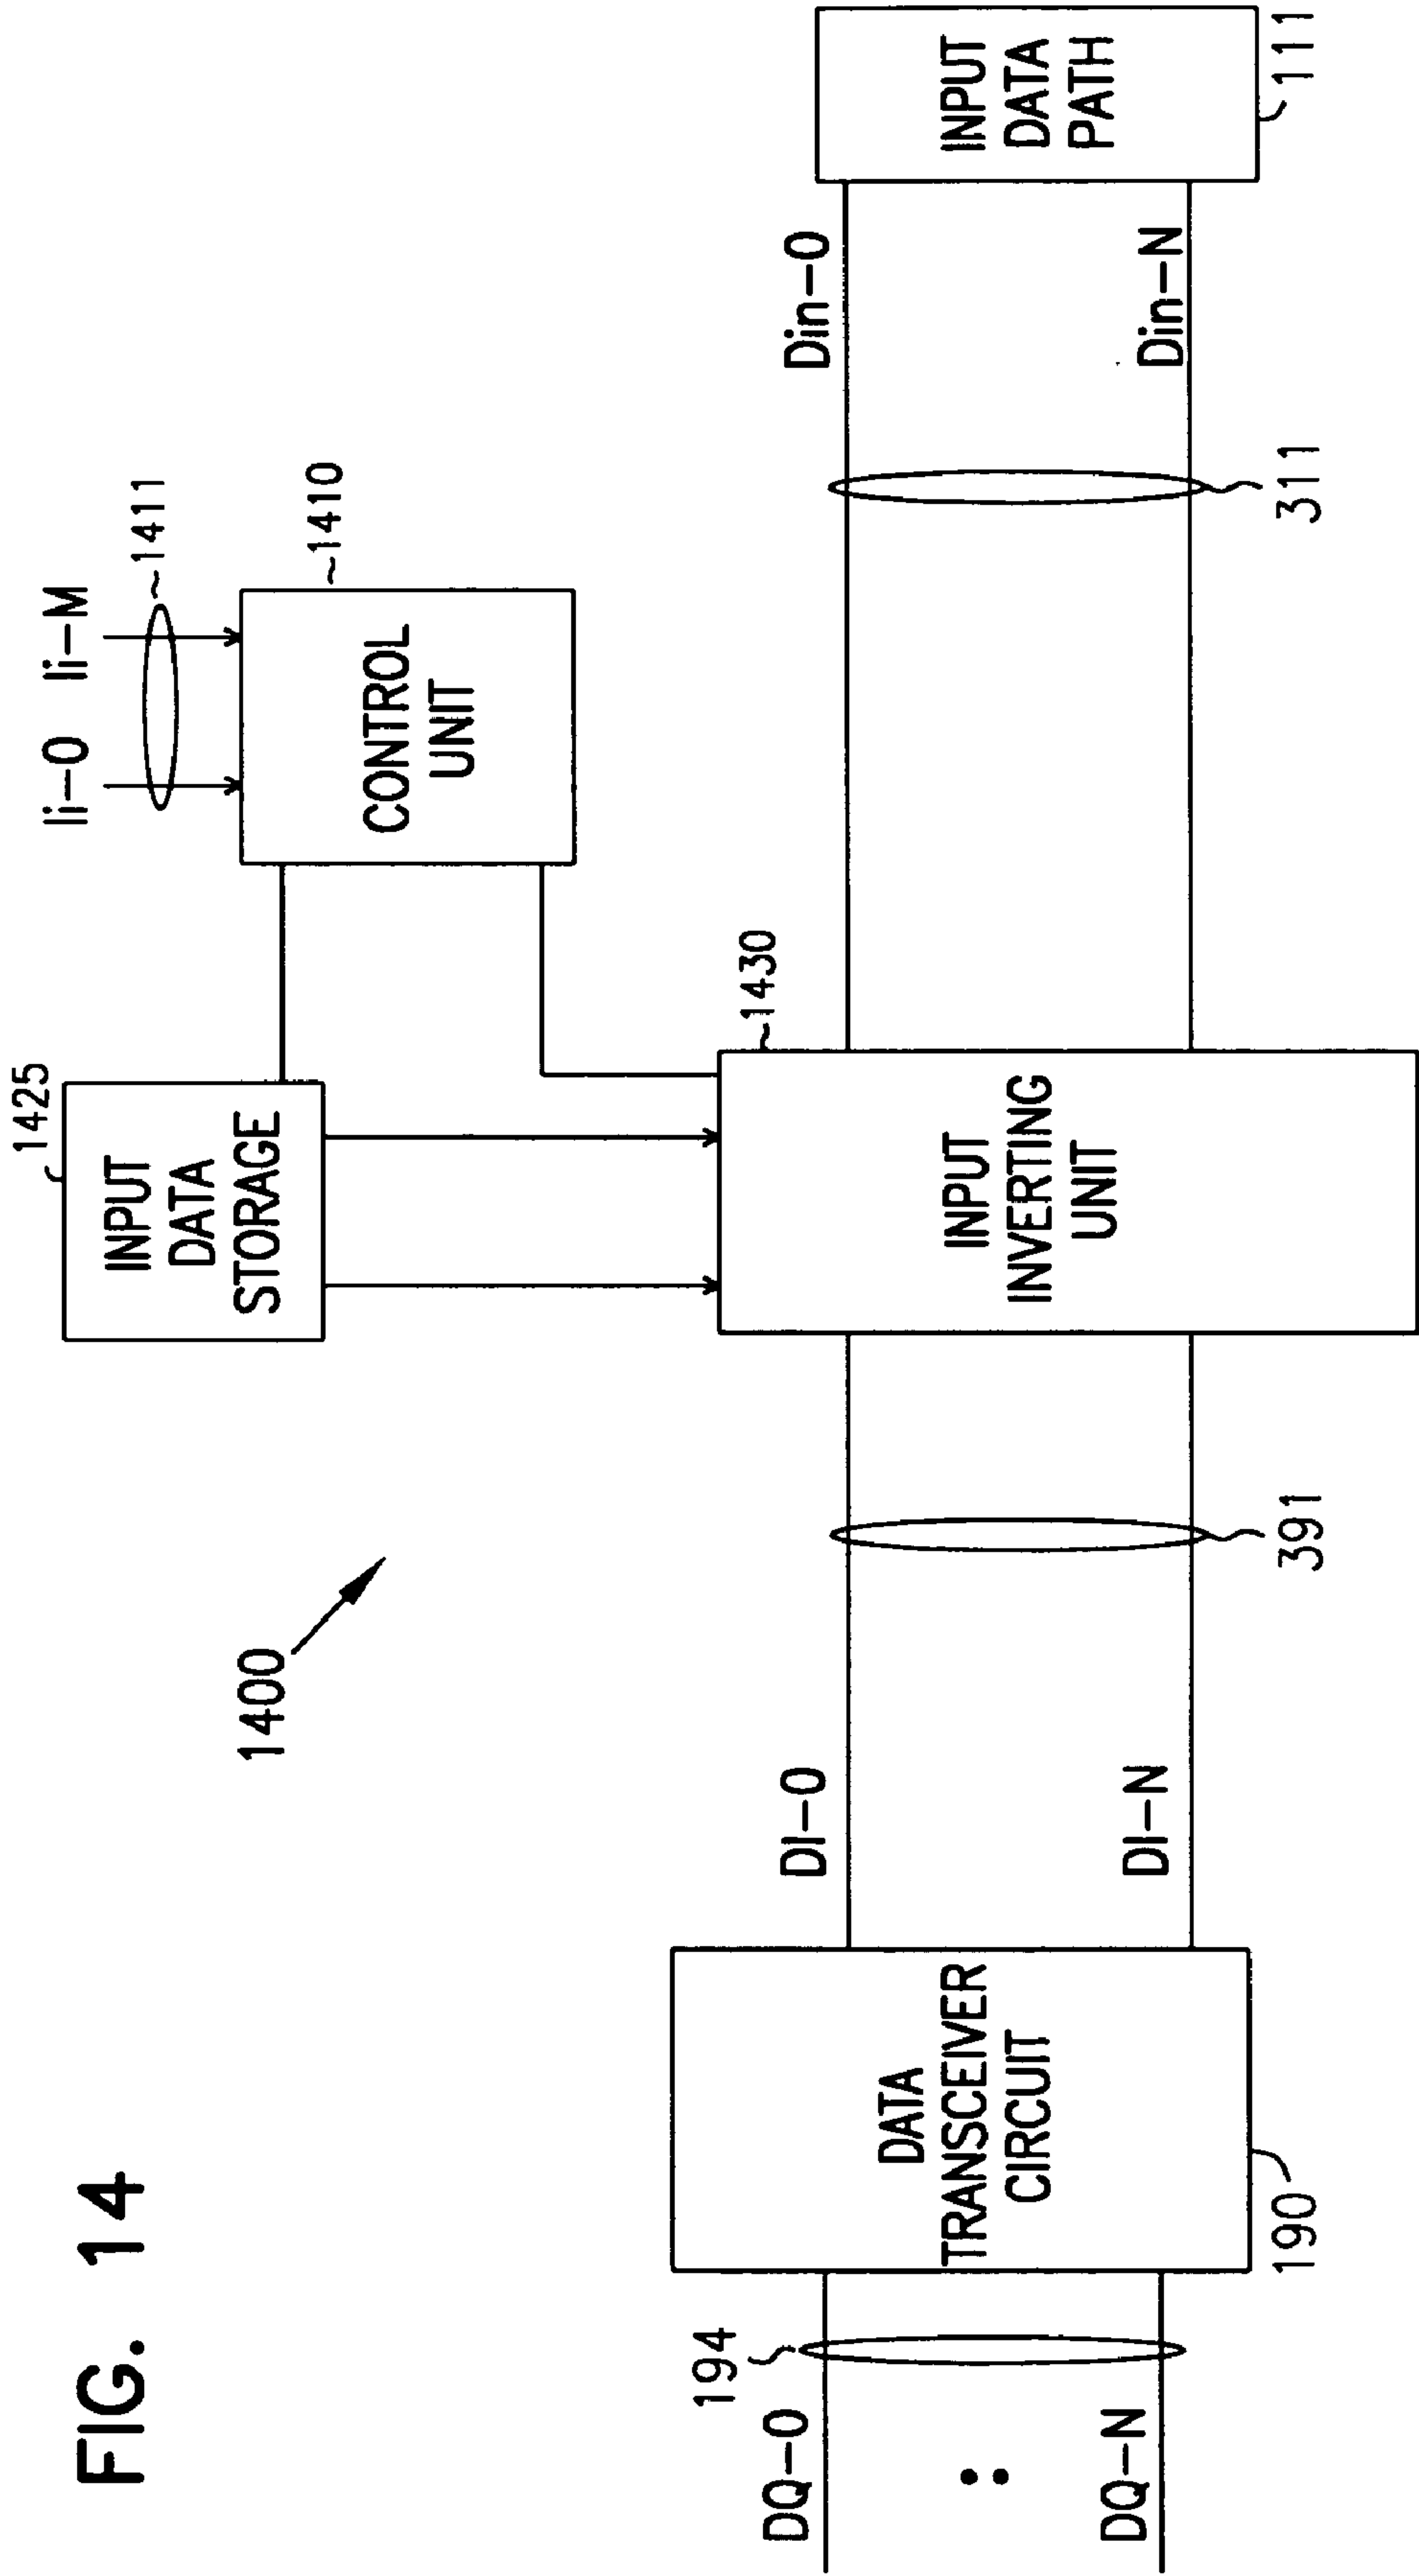 FIG. 14
1400
1425
INPUT
DATA
STORAGE
Ii-0 Ii-M
1411
1410
CONTROL
UNIT
1430
INPUT
INVERTING
UNIT
194
DQ-0
DQ-N
DATA
TRANSCEIVER
CIRCUIT
190
DI-0
DI-N
391
311
Din-0
Din-N
INPUT
DATA
PATH
111